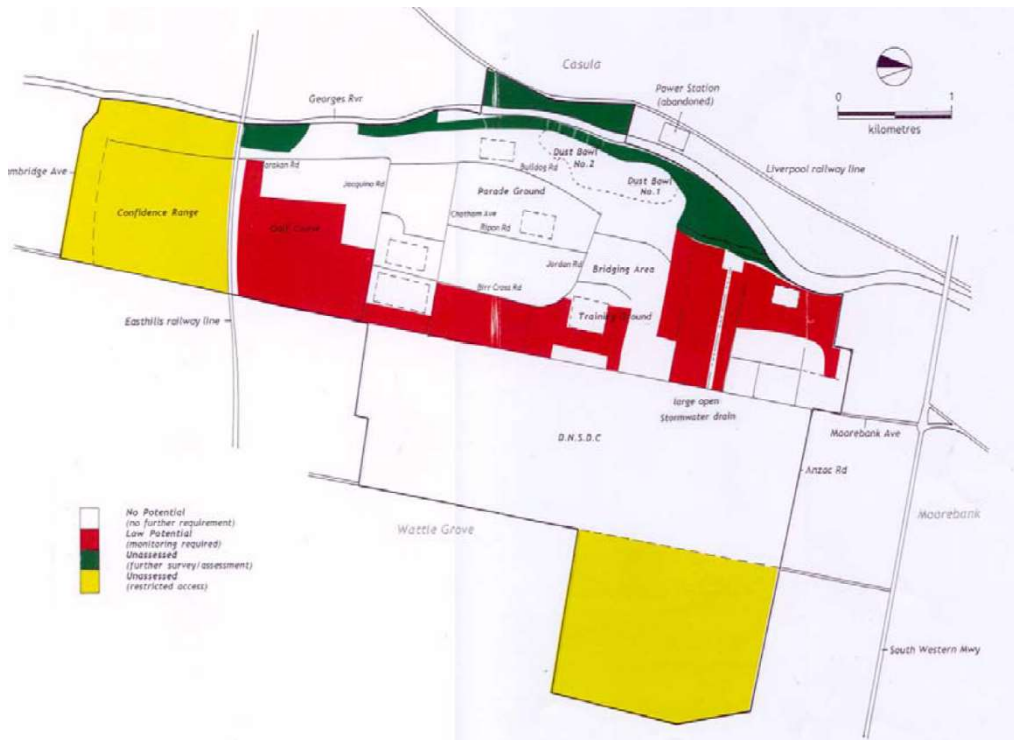 Casula
Power Station
(abandoned)
0
1
kilometres
Georges Rvr
Liverpool railway line
Dust Bowl
No.2
Bulldog Rd
Dust Bowl
No.1
arakan Rd
Jacquino Rd
mbridge Ave
Parade Ground
Confidence Range
Chatham Ave
Ripon Rd
Golf Course
Jordan Rd
Bridging Area
Birr Cross Rd
Easthills railway line
Training Ground
large open
Stormwater drain
D.N.S.D.C
Moorebank Ave
Anzac Rd
Moorebank
Wattle Grove
No Potential
(no further requirement)
Low Potential
(monitoring required)
Unassessed
(further survey/assessment)
Unassessed
(restricted access)
South Western Mwy